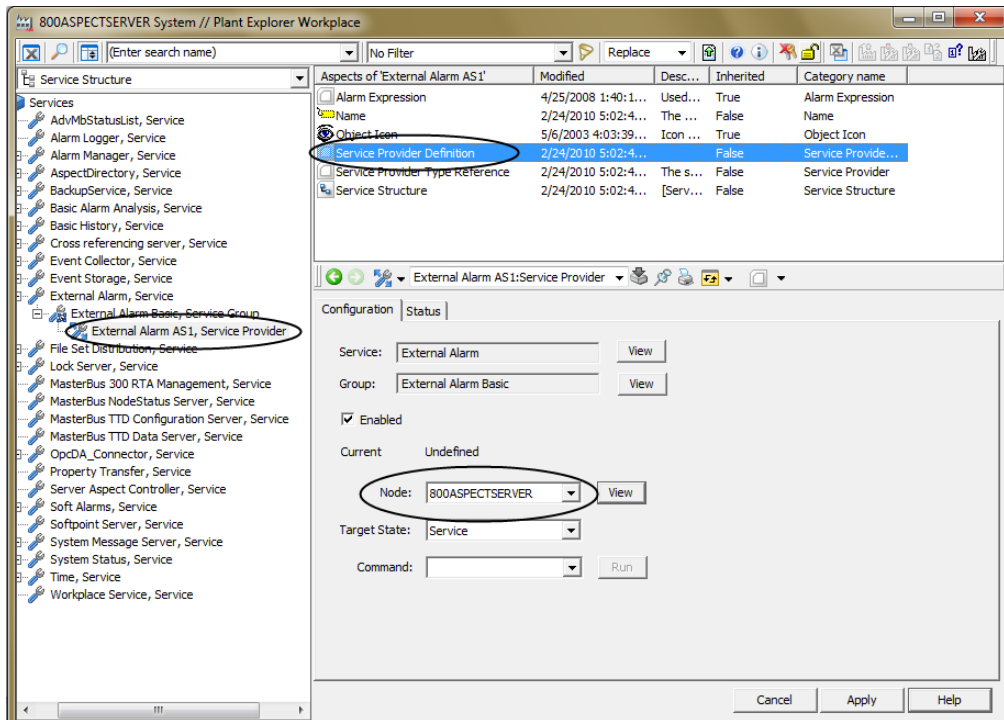 800ASPECTSERVER System // Plant Explorer Workplace
(Enter search name) No Filter Replace
Service Structure
Services
AdvMbStatusList, Service
Alarm Logger, Service
Alarm Manager, Service
AspectDirectory, Service
BackupService, Service
Basic Alarm Analysis, Service
Basic History, Service
Cross referencing server, Service
Event Collector, Service
Event Storage, Service
External Alarm, Service
External Alarm Basic, Service Group
External Alarm AS1, Service Provider
File Set Distribution, Service
Lock Server, Service
MasterBus 300 RTA Management, Service
MasterBus NodeStatus Server, Service
MasterBus TTD Configuration Server, Service
MasterBus TTD Data Server, Service
OpcDA_Connector, Service
Property Transfer, Service
Server Aspect Controller, Service
Soft Alarms, Service
Softpoint Server, Service
System Message Server, Service
System Status, Service
Time, Service
Workplace Service, Service
Aspects of 'External Alarm AS1' Modified Desc... Inherited Category name
Alarm Expression 4/25/2008 1:40:1... Used... True Alarm Expression
Name 2/24/2010 5:02:4... The ... False Name
Object Icon 5/6/2003 4:03:39... Icon ... True Object Icon
Service Provider Definition 2/24/2010 5:02:4... False Service Provide...
Service Provider Type Reference 2/24/2010 5:02:4... The s... False Service Provider
Service Structure 2/24/2010 5:02:4... [Serv... False Service Structure
External Alarm AS1:Service Provider
Configuration Status
Service: External Alarm View
Group: External Alarm Basic View
Enabled
Current Undefined
Node: 800ASPECTSERVER View
Target State: Service
Command: Run
Cancel Apply Help